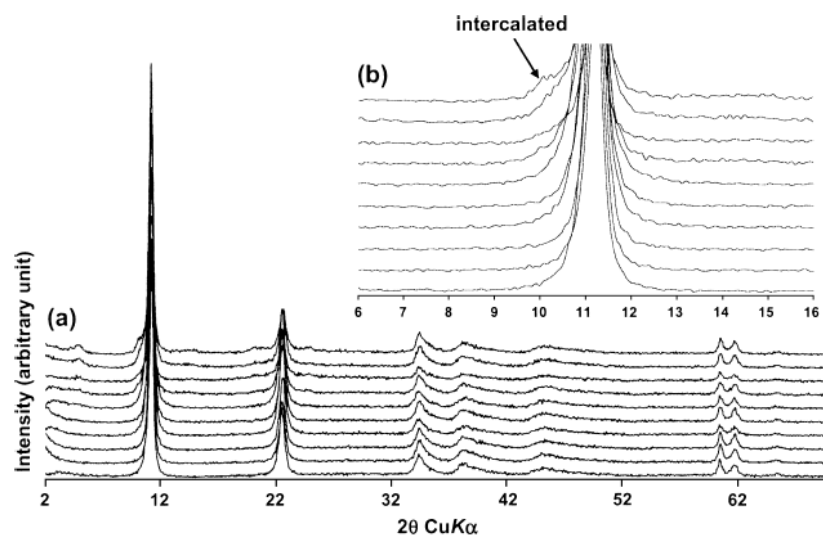 intercalated
(b)
6 7 8 9 10 11 12 13 14 15 16
(a)
Intensity (arbitrary unit)
2 12 22 32 42 52 62
2θ CuKα